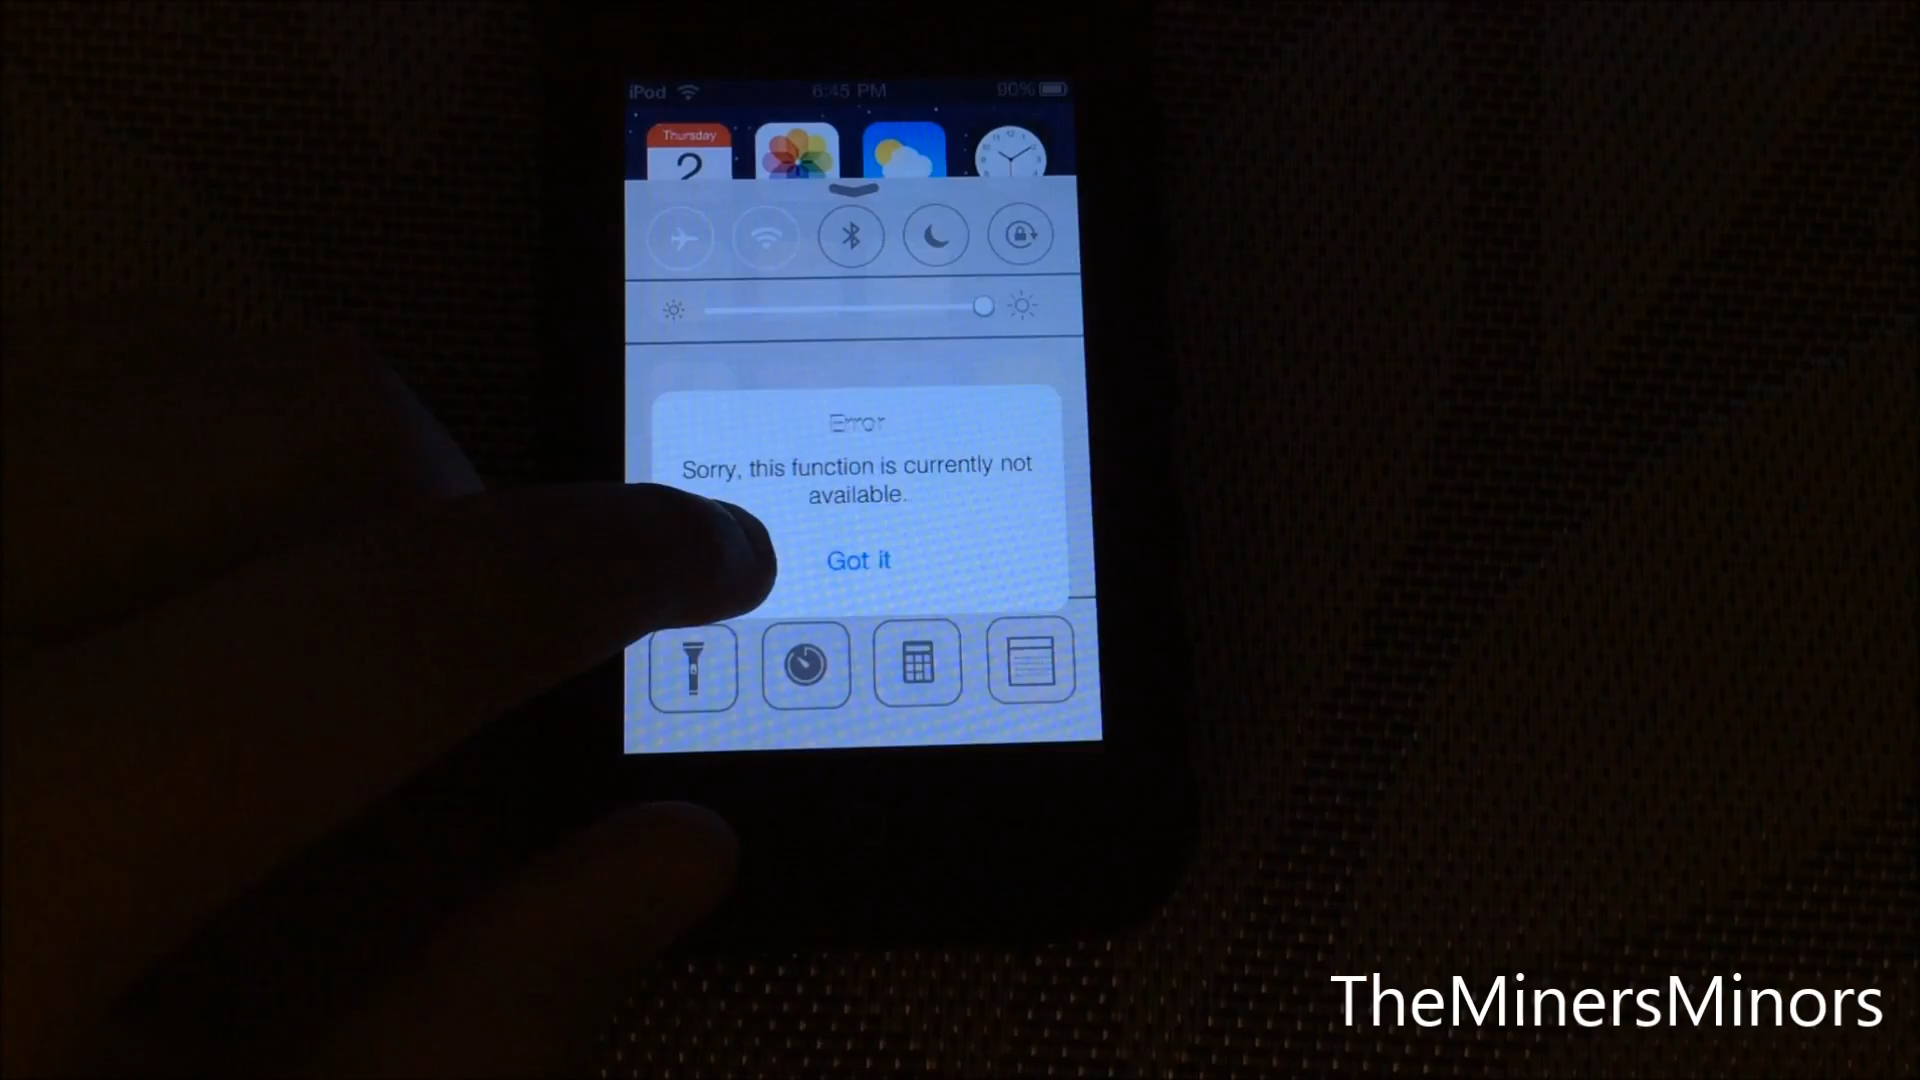 iPod 6:45 PM 90%
Thursday
2
Error
Sorry, this function is currently not
available.
Got it
TheMinersMinors